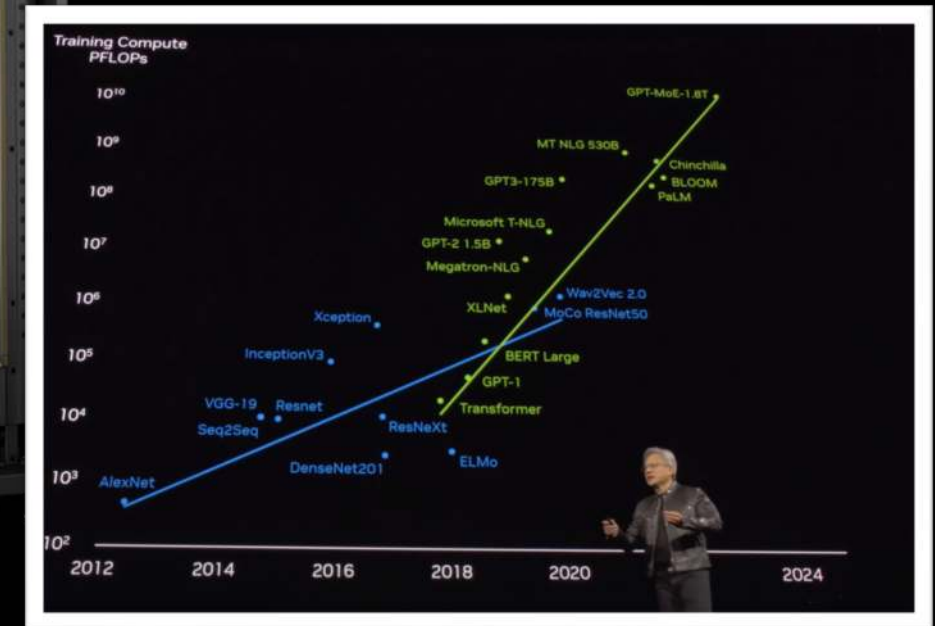 Training Compute
PFLOPs
10¹⁰
GPT-MoE-1.8T
10⁹
MT NLG 530B
Chinchilla
GPT3-175B
BLOOM
10⁸
PaLM
Microsoft T-NLG
10⁷
GPT-2 1.5B
Megatron-NLG
10⁶
Wav2Vec 2.0
XLNet
MoCo ResNet50
Xception
10⁵
InceptionV3
BERT Large
GPT-1
VGG-19
Resnet
10⁴
Transformer
Seq2Seq
ResNeXt
DenseNet201
ELMo
10³
AlexNet
10²
2012
2014
2016
2018
2020
2024